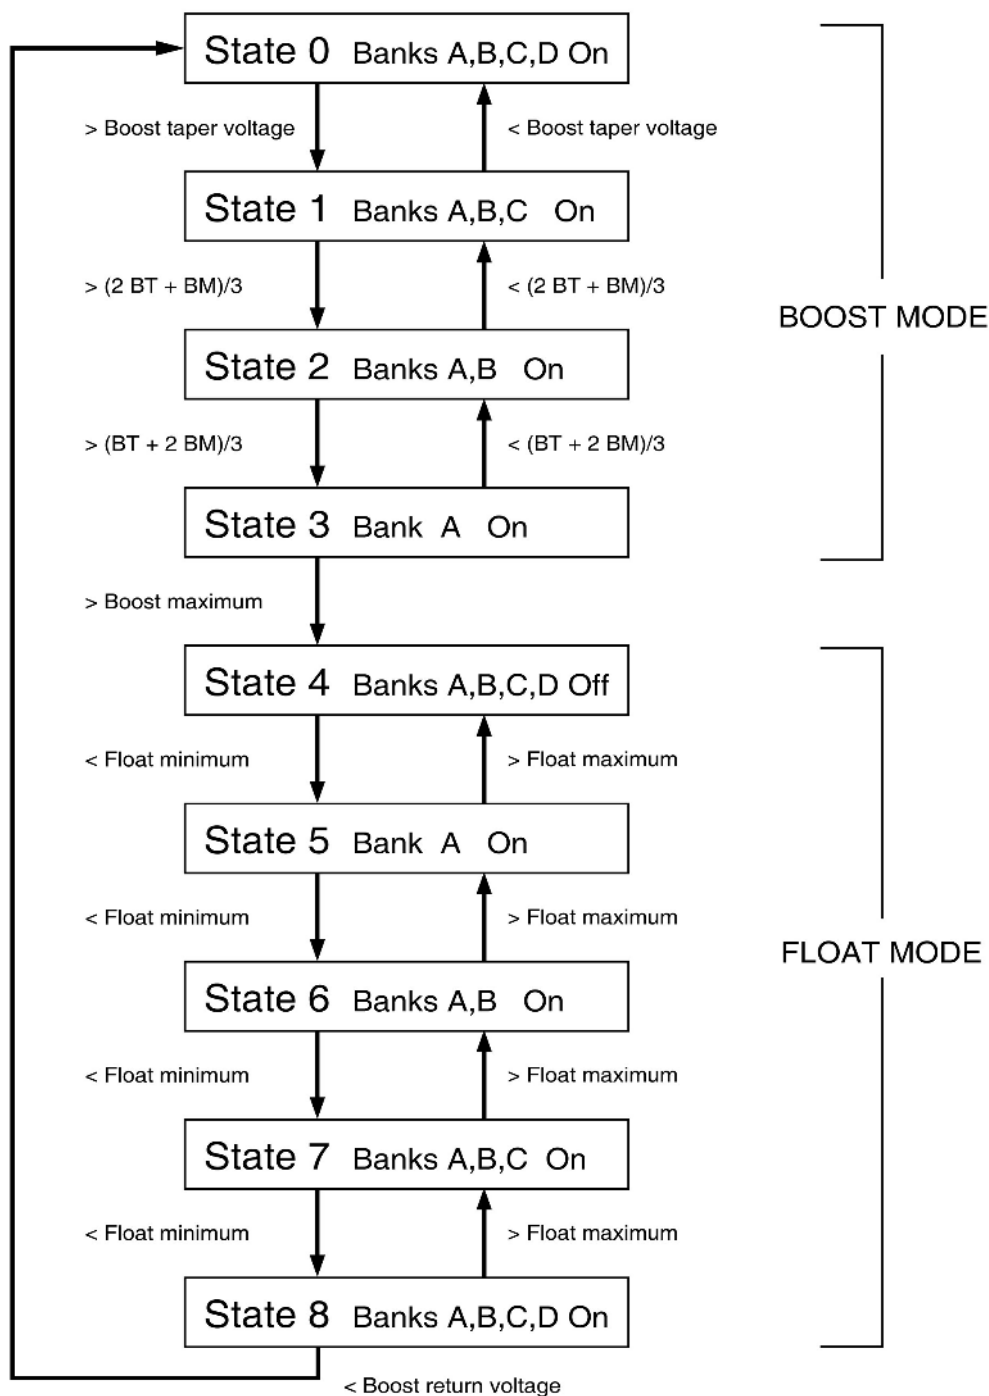 State 0 Banks A,B,C,D On
> Boost taper voltage
< Boost taper voltage
State 1 Banks A,B,C On
> (2 BT + BM)/3
< (2 BT + BM)/3
BOOST MODE
State 2 Banks A,B On
> (BT + 2 BM)/3
< (BT + 2 BM)/3
State 3 Bank A On
> Boost maximum
State 4 Banks A,B,C,D Off
< Float minimum
> Float maximum
State 5 Bank A On
< Float minimum
> Float maximum
FLOAT MODE
State 6 Banks A,B On
< Float minimum
> Float maximum
State 7 Banks A,B,C On
< Float minimum
> Float maximum
State 8 Banks A,B,C,D On
< Boost return voltage